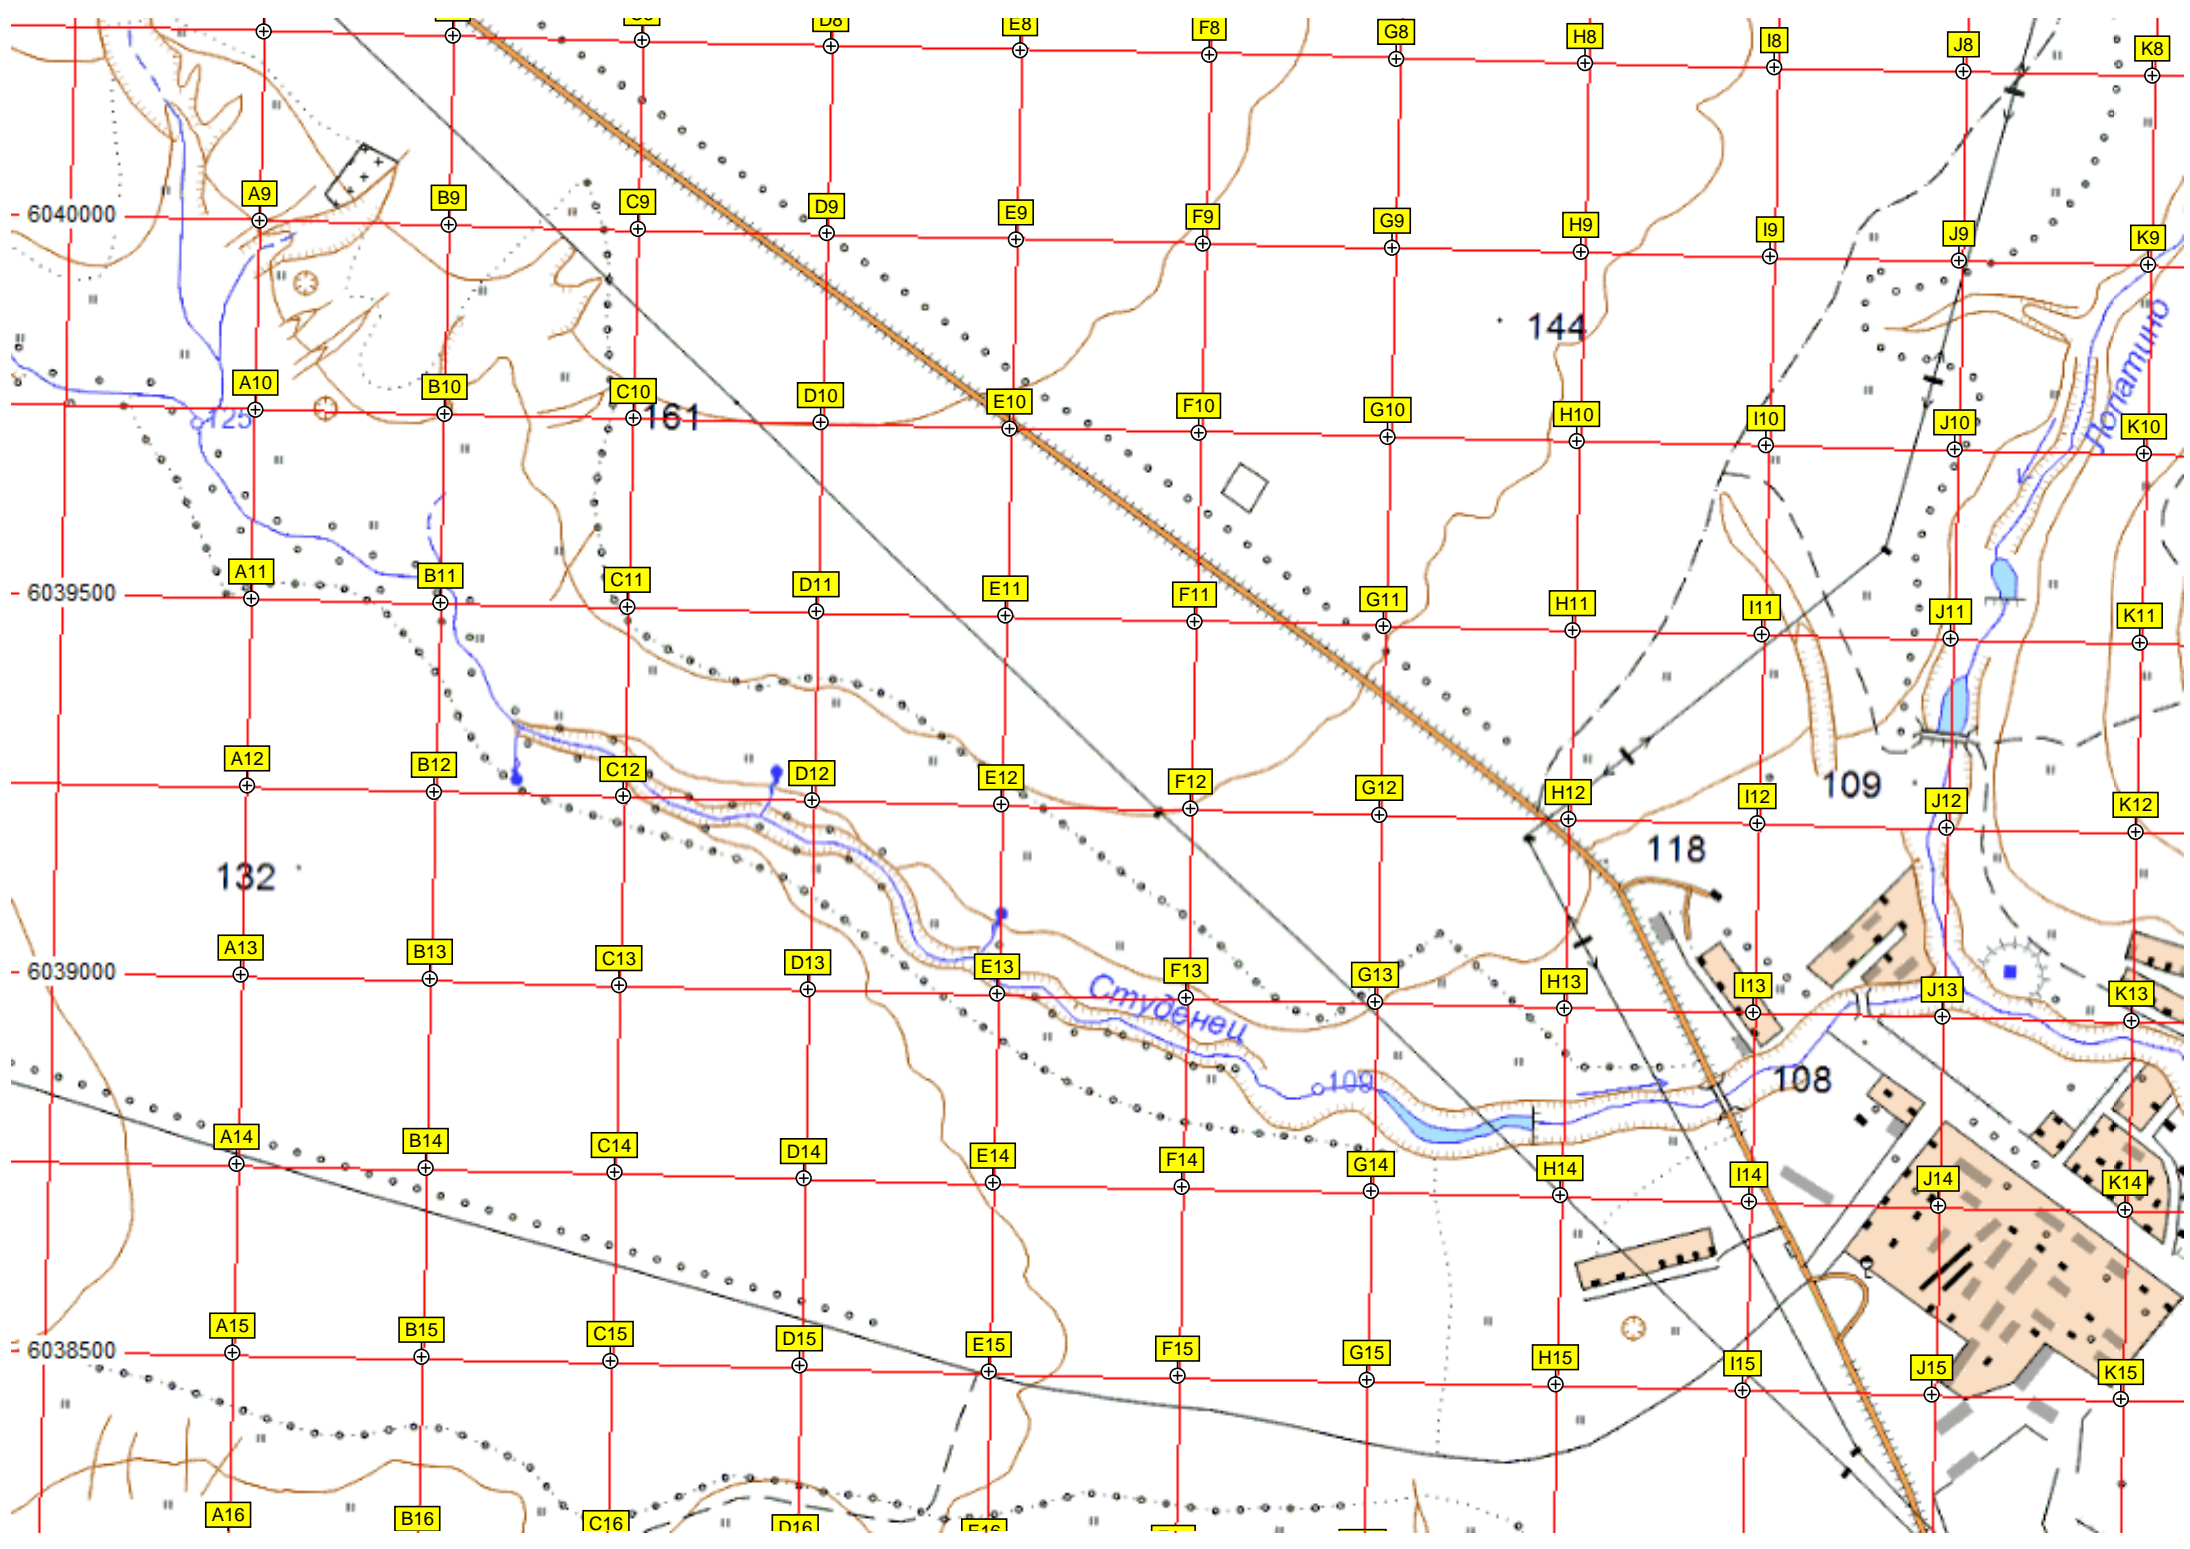 D8 E8 F8 G8 H8 I8 J8 K8
6040000 A9 B9 C9 D9 E9 F9 G9 H9 I9 J9 K9
144
Лопатино
A10 B10 C10 D10 E10 F10 G10 H10 I10 J10 K10
125 161
6039500 A11 B11 C11 D11 E11 F11 G11 H11 I11 J11 K11
A12 B12 C12 D12 E12 F12 G12 H12 I12 J12 K12
109
118
132
6039000 A13 B13 C13 D13 E13 F13 G13 H13 I13 J13 K13
Студенец
109 108
A14 B14 C14 D14 E14 F14 G14 H14 I14 J14 K14
6038500 A15 B15 C15 D15 E15 F15 G15 H15 I15 J15 K15
A16 B16 C16 D16 E16